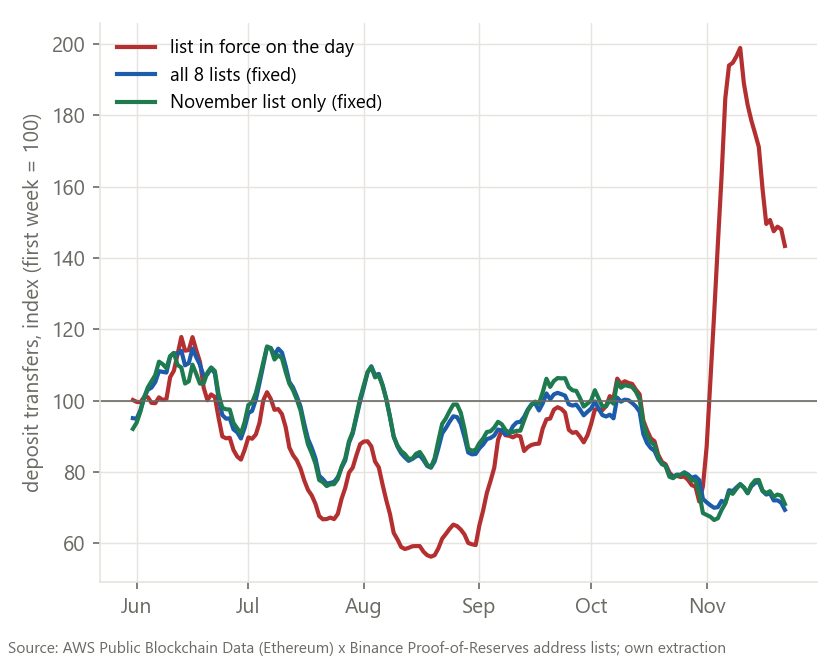 list in force on the day
all 8 lists (fixed)
November list only (fixed)
deposit transfers, index (first week = 100)
200
180
160
140
120
100
80
60
Jun Jul Aug Sep Oct Nov
Source: AWS Public Blockchain Data (Ethereum) x Binance Proof-of-Reserves address lists; own extraction